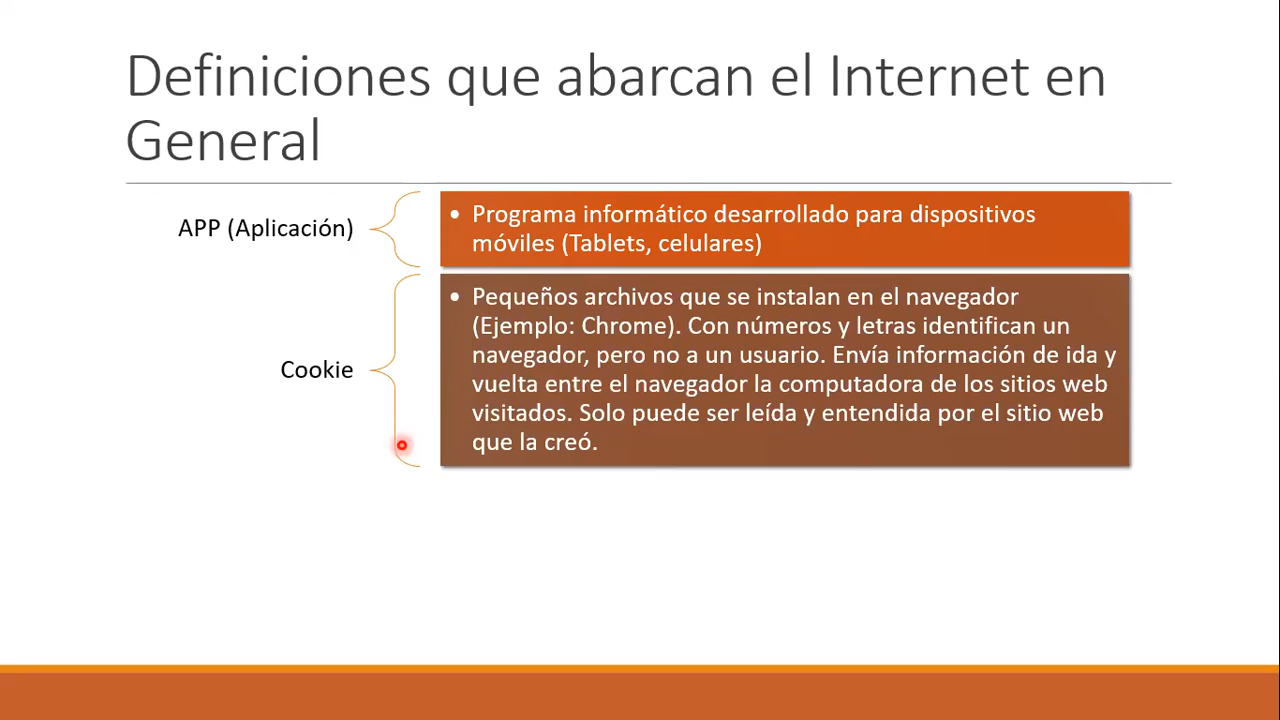 Definiciones que abarcan el Internet en
General
APP (Aplicación)
• Programa informático desarrollado para dispositivos
móviles (Tablets, celulares)
Cookie
• Pequeños archivos que se instalan en el navegador
(Ejemplo: Chrome). Con números y letras identifican un
navegador, pero no a un usuario. Envía información de ida y
vuelta entre el navegador la computadora de los sitios web
visitados. Solo puede ser leída y entendida por el sitio web
que la creó.